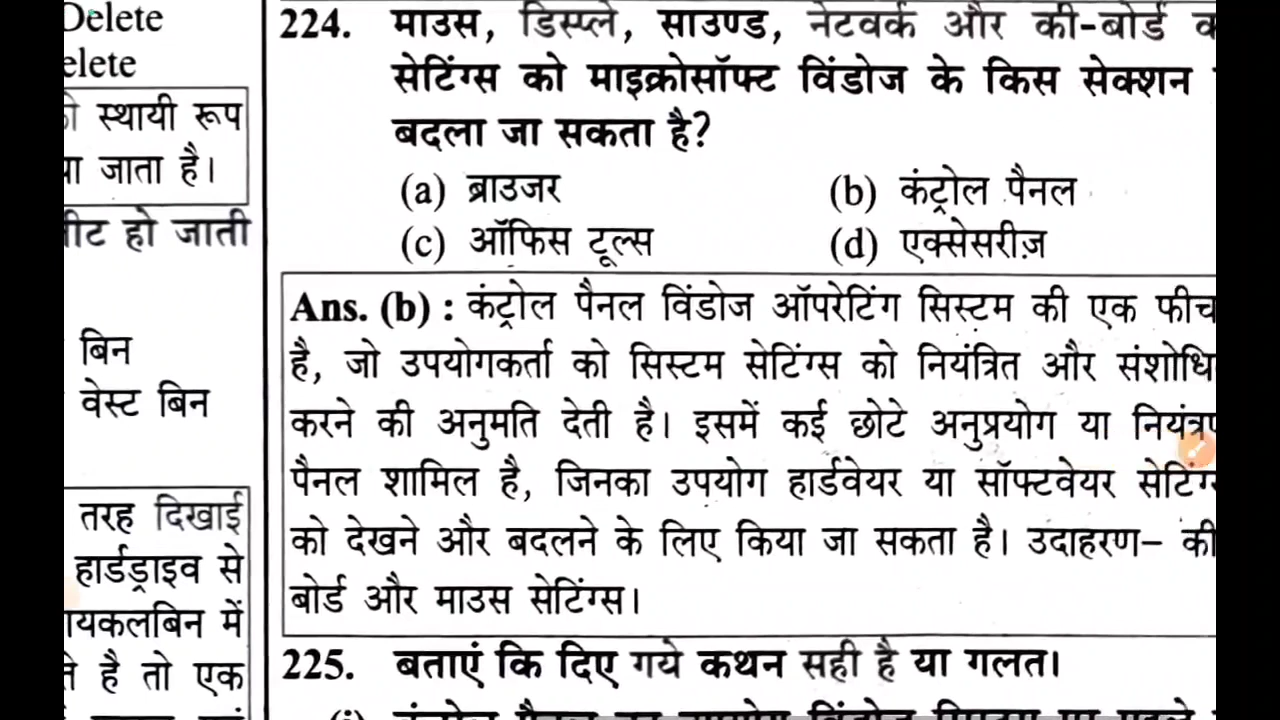 Delete
स्थायी रूप
जाता है।
हो जाती
बिन
वेस्ट बिन
तरह दिखाई
हार्डड्राइव से
में
है तो एक
224. माउस, डिस्प्ले, साउण्ड, नेटवर्क और की-बोर्ड
सेटिंग्स को माइक्रोसॉफ्ट विंडोज के किस सेक्शन
बदला जा सकता है?
(a) ब्राउजर (b) कंट्रोल पैनल
(c) ऑफिस टूल्स (d) एक्सेसरीज़
Ans. (b) : कंट्रोल पैनल विंडोज ऑपरेटिंग सिस्टम की एक
है, जो उपयोगकर्ता को सिस्टम सेटिंग्स को नियंत्रित और
करने की अनुमति देती है। इसमें कई छोटे अनुप्रयोग या
पैनल शामिल है, जिनका उपयोग हार्डवेयर या सॉफ्टवेयर
को देखने और बदलने के लिए किया जा सकता है। उदाहरण– की
बोर्ड और माउस सेटिंग्स।
225. बताएं कि दिए गये कथन सही है या गलत।